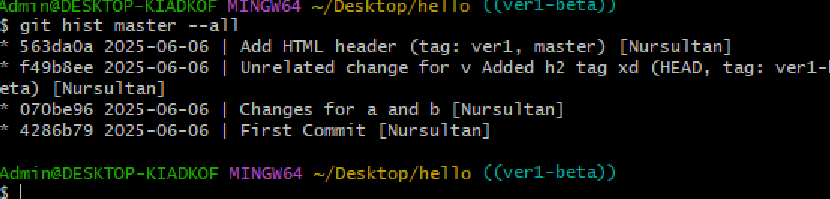 Admin@DESKTOP-KIADKOF MINGW64 ~/Desktop/hello ((ver1-beta))
$ git hist master --all
* 563da0a 2025-06-06 | Add HTML header (tag: ver1, master) [Nursultan]
* f49b8ee 2025-06-06 | Unrelated change for v Added h2 tag xd (HEAD, tag: ver1-b
eta) [Nursultan]
* 070be96 2025-06-06 | Changes for a and b [Nursultan]
* 4286b79 2025-06-06 | First Commit [Nursultan]
Admin@DESKTOP-KIADKOF MINGW64 ~/Desktop/hello ((ver1-beta))
$